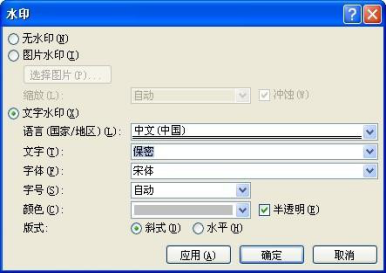 水印
无水印(N)
图片水印(I)
选择图片(P)...
缩放(L): 自动 冲蚀(W)
文字水印(X)
语言(国家/地区)(L): 中文(中国)
文字(T): 保密
字体(F): 宋体
字号(S): 自动
颜色(C): 半透明(E)
版式: 斜式(D) 水平(H)
应用(A) 确定 取消